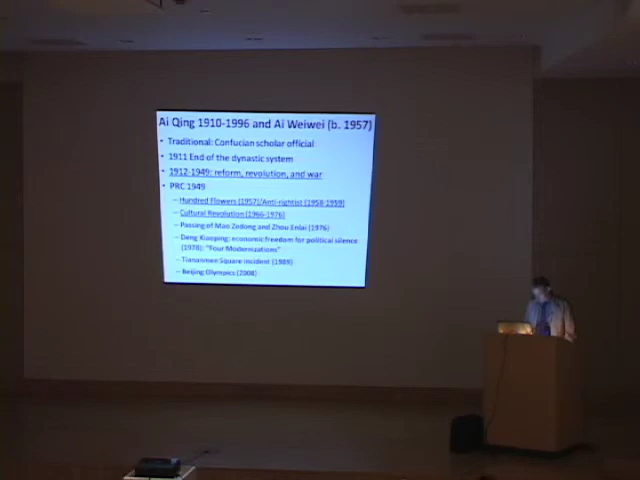 Ai Qing 1910-1996 and Ai Weiwei (b. 1957)
• Traditional: Confucian scholar official
• 1911 End of the dynastic system
• 1912-1949: reform, revolution, and war
• PRC 1949
– Hundred Flowers (1957)/Anti-rightist (1958-1959)
– Cultural Revolution (1966-1976)
– Passing of Mao Zedong and Zhou Enlai (1976)
– Deng Xiaoping: economic freedom for political silence
(1978): "Four Modernizations"
– Tiananmen Square incident (1989)
– Beijing Olympics (2008)